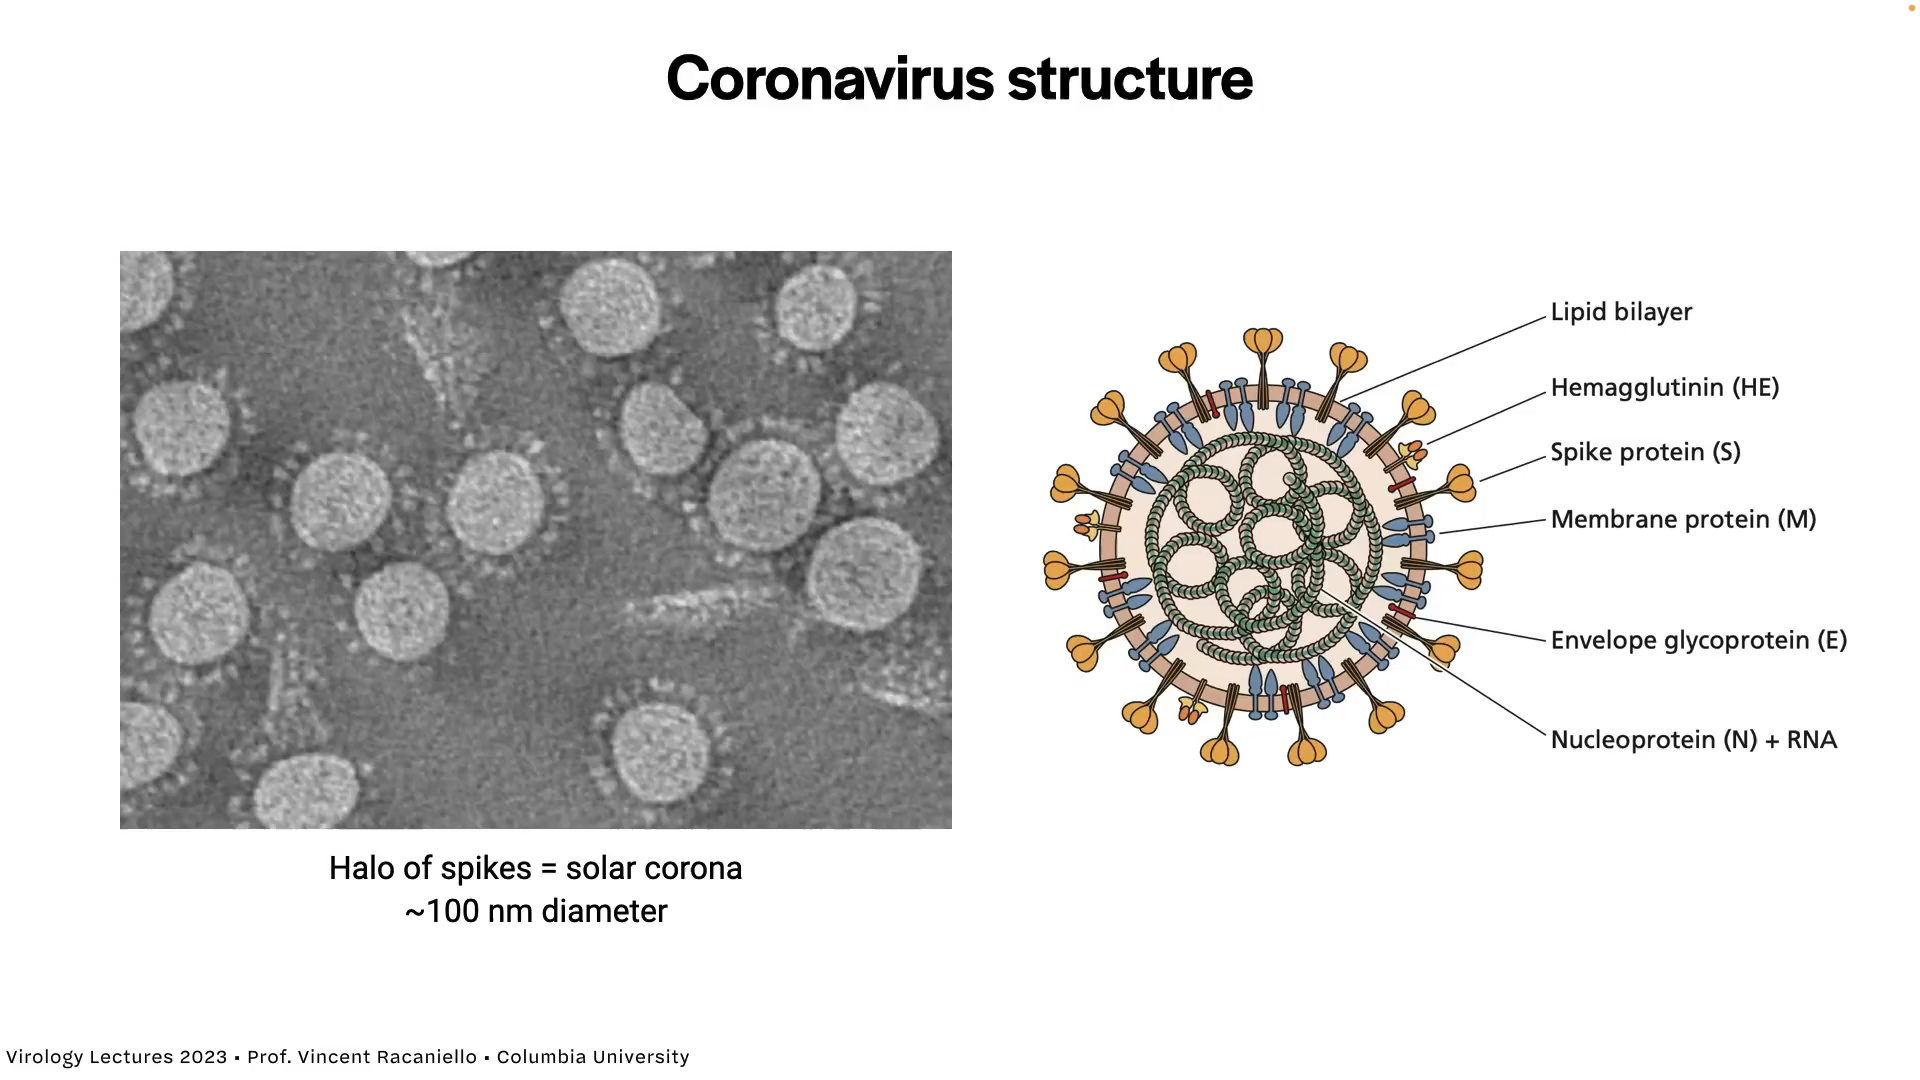 Coronavirus structure
Lipid bilayer
Hemagglutinin (HE)
Spike protein (S)
Membrane protein (M)
Envelope glycoprotein (E)
Nucleoprotein (N) + RNA
Halo of spikes = solar corona
~100 nm diameter
Virology Lectures 2023 • Prof. Vincent Racaniello • Columbia University